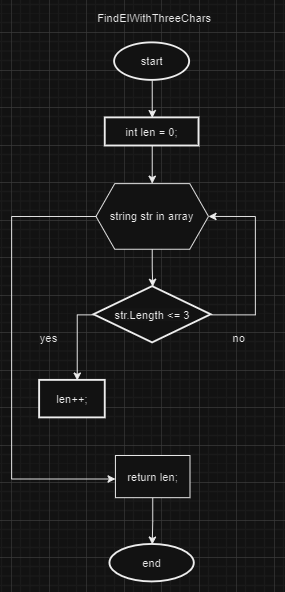 FindElWithThreeChars
start
int len = 0;
string str in array
str.Length <= 3
yes
no
len++;
return len;
end